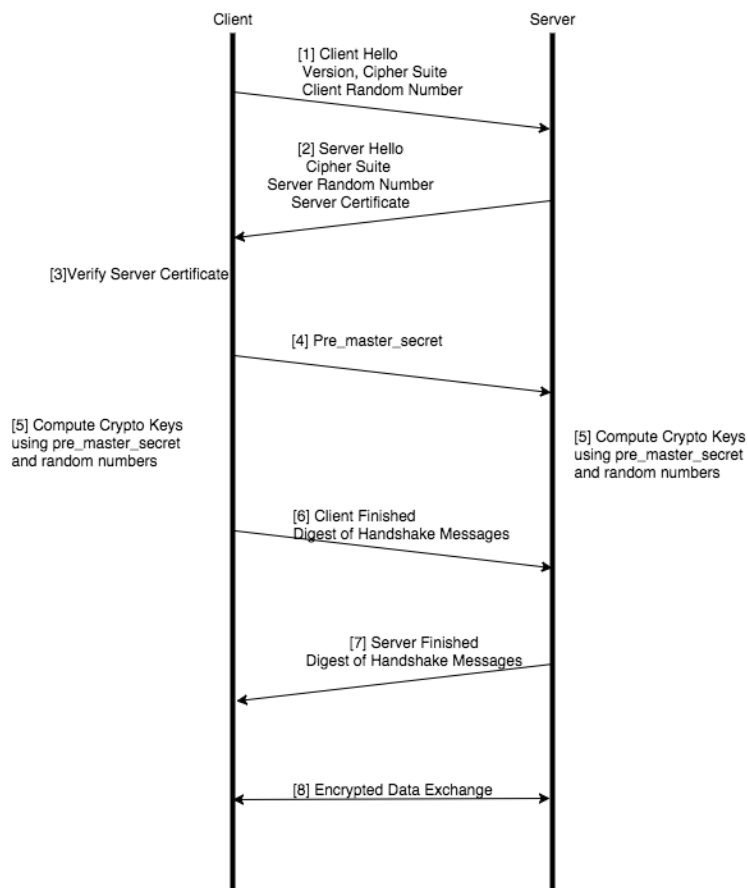 Client
Server
[1] Client Hello
Version, Cipher Suite
Client Random Number
[2] Server Hello
Cipher Suite
Server Random Number
Server Certificate
[3]Verify Server Certificate
[4] Pre_master_secret
[5] Compute Crypto Keys
using pre_master_secret
and random numbers
[5] Compute Crypto Keys
using pre_master_secret
and random numbers
[6] Client Finished
Digest of Handshake Messages
[7] Server Finished
Digest of Handshake Messages
[8] Encrypted Data Exchange